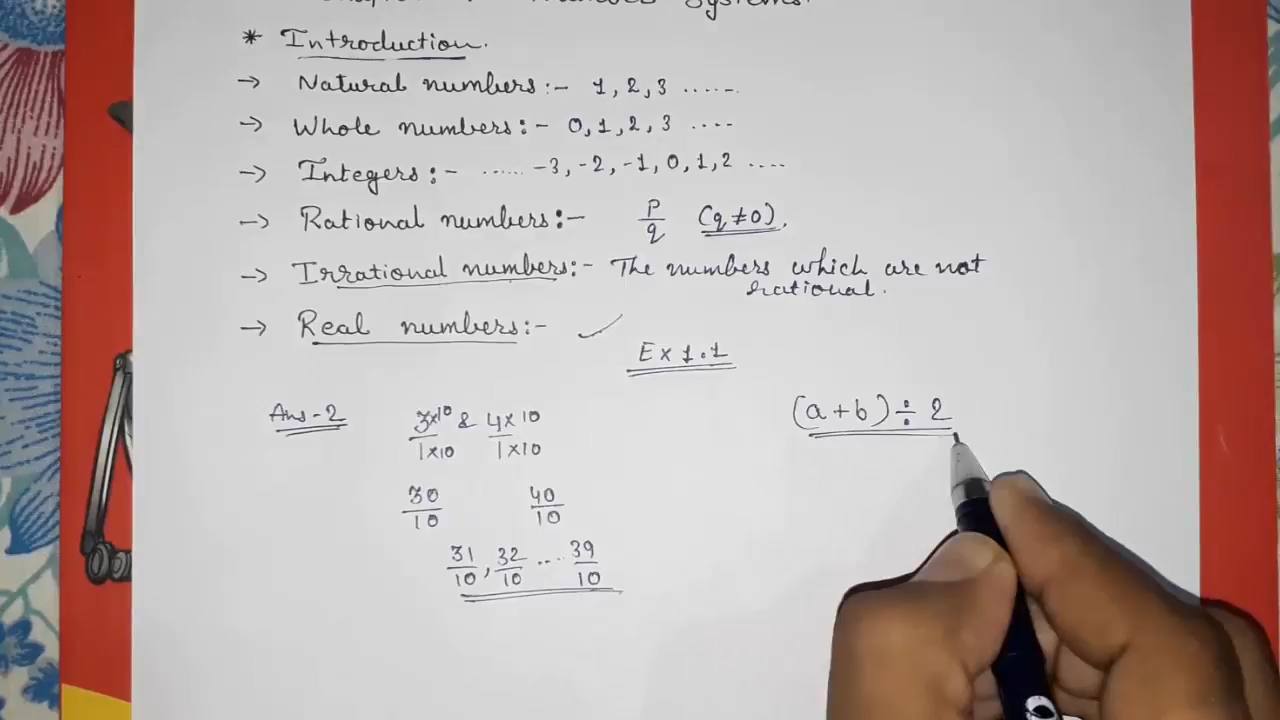 Systems.
* Introduction.
→ Natural numbers:- 1, 2, 3 ......
→ Whole numbers:- 0, 1, 2, 3 ....
→ Integers:- ...... -3, -2, -1, 0, 1, 2 ....
→ Rational numbers:- p/q (q≠0).
→ Irrational numbers:- The numbers which are not
rational.
→ Real numbers:- ✓
Ex 1.1
Ans-2 3×10/1×10 & 4×10/1×10 (a+b)÷2
30/10 40/10
31/10, 32/10 .... 39/10